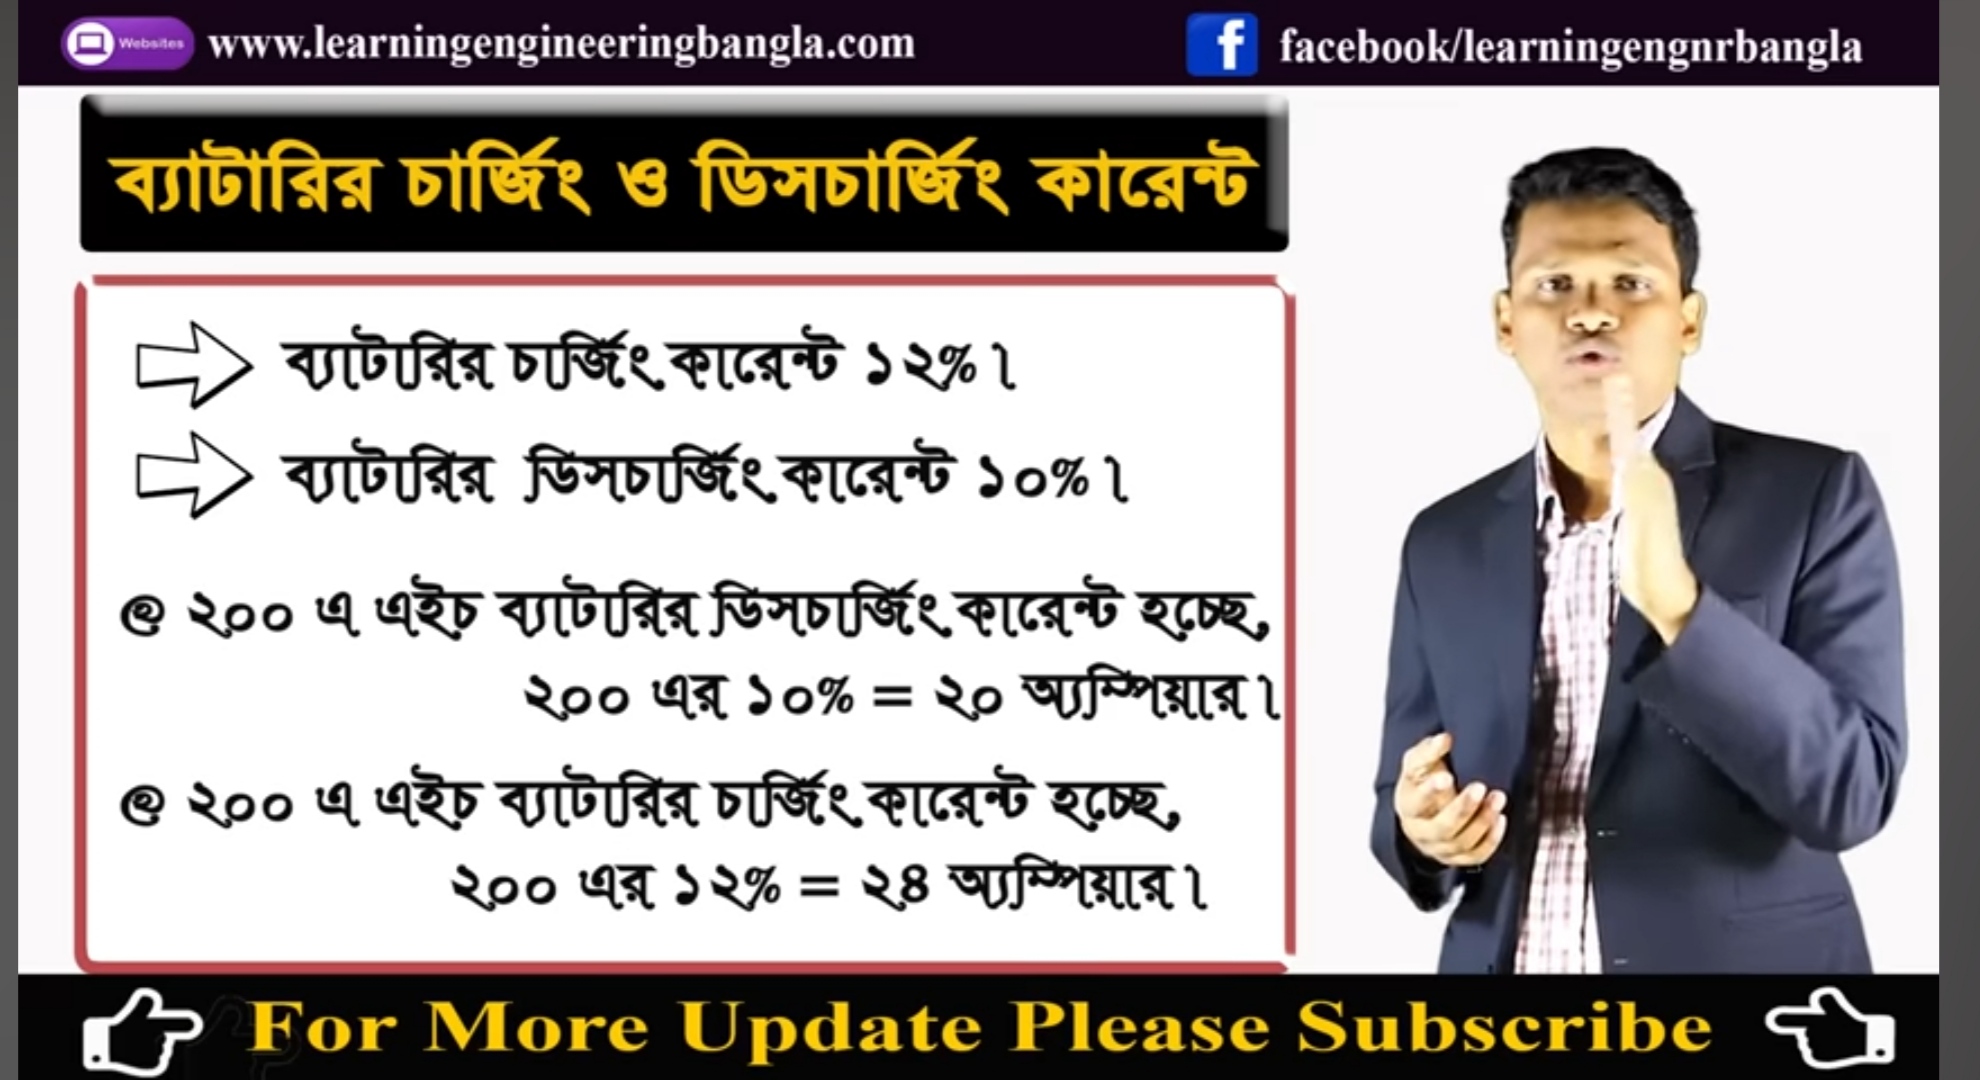 Websites www.learningengineeringbangla.com facebook/learningengnrbangla
ব্যাটারির চার্জিং ও ডিসচার্জিং কারেন্ট
ব্যাটারির চার্জিং কারেন্ট ১২%।
ব্যাটারির ডিসচার্জিং কারেন্ট ১০%।
@ ২০০ এ এইচ ব্যাটারির ডিসচার্জিং কারেন্ট হচ্ছে,
২০০ এর ১০% = ২০ অ্যাম্পিয়ার।
@ ২০০ এ এইচ ব্যাটারির চার্জিং কারেন্ট হচ্ছে,
২০০ এর ১২% = ২৪ অ্যাম্পিয়ার।
For More Update Please Subscribe